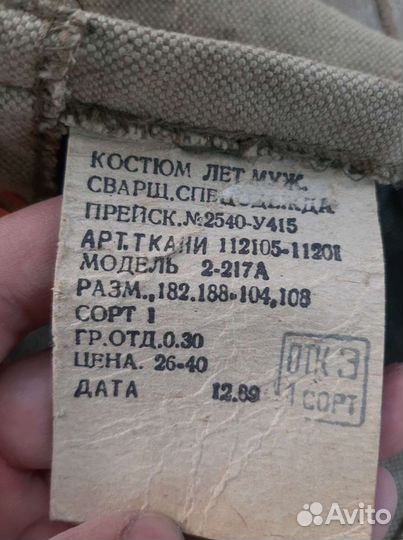 КОСТЮМ ЛЕТ. МУЖ.
СВАРЩ. СПЕЦОДЕЖДА
ПРЕЙСК.№2540-У415
АРТ.ТКАНИ 112105-11201
МОДЕЛЬ 2-217А
РАЗМ.,182.188-104,108
СОРТ 1
ГР.ОТД.0.30
ЦЕНА. 26-40
ДАТА 12.89
ОТК 3
1 СОРТ
Avito